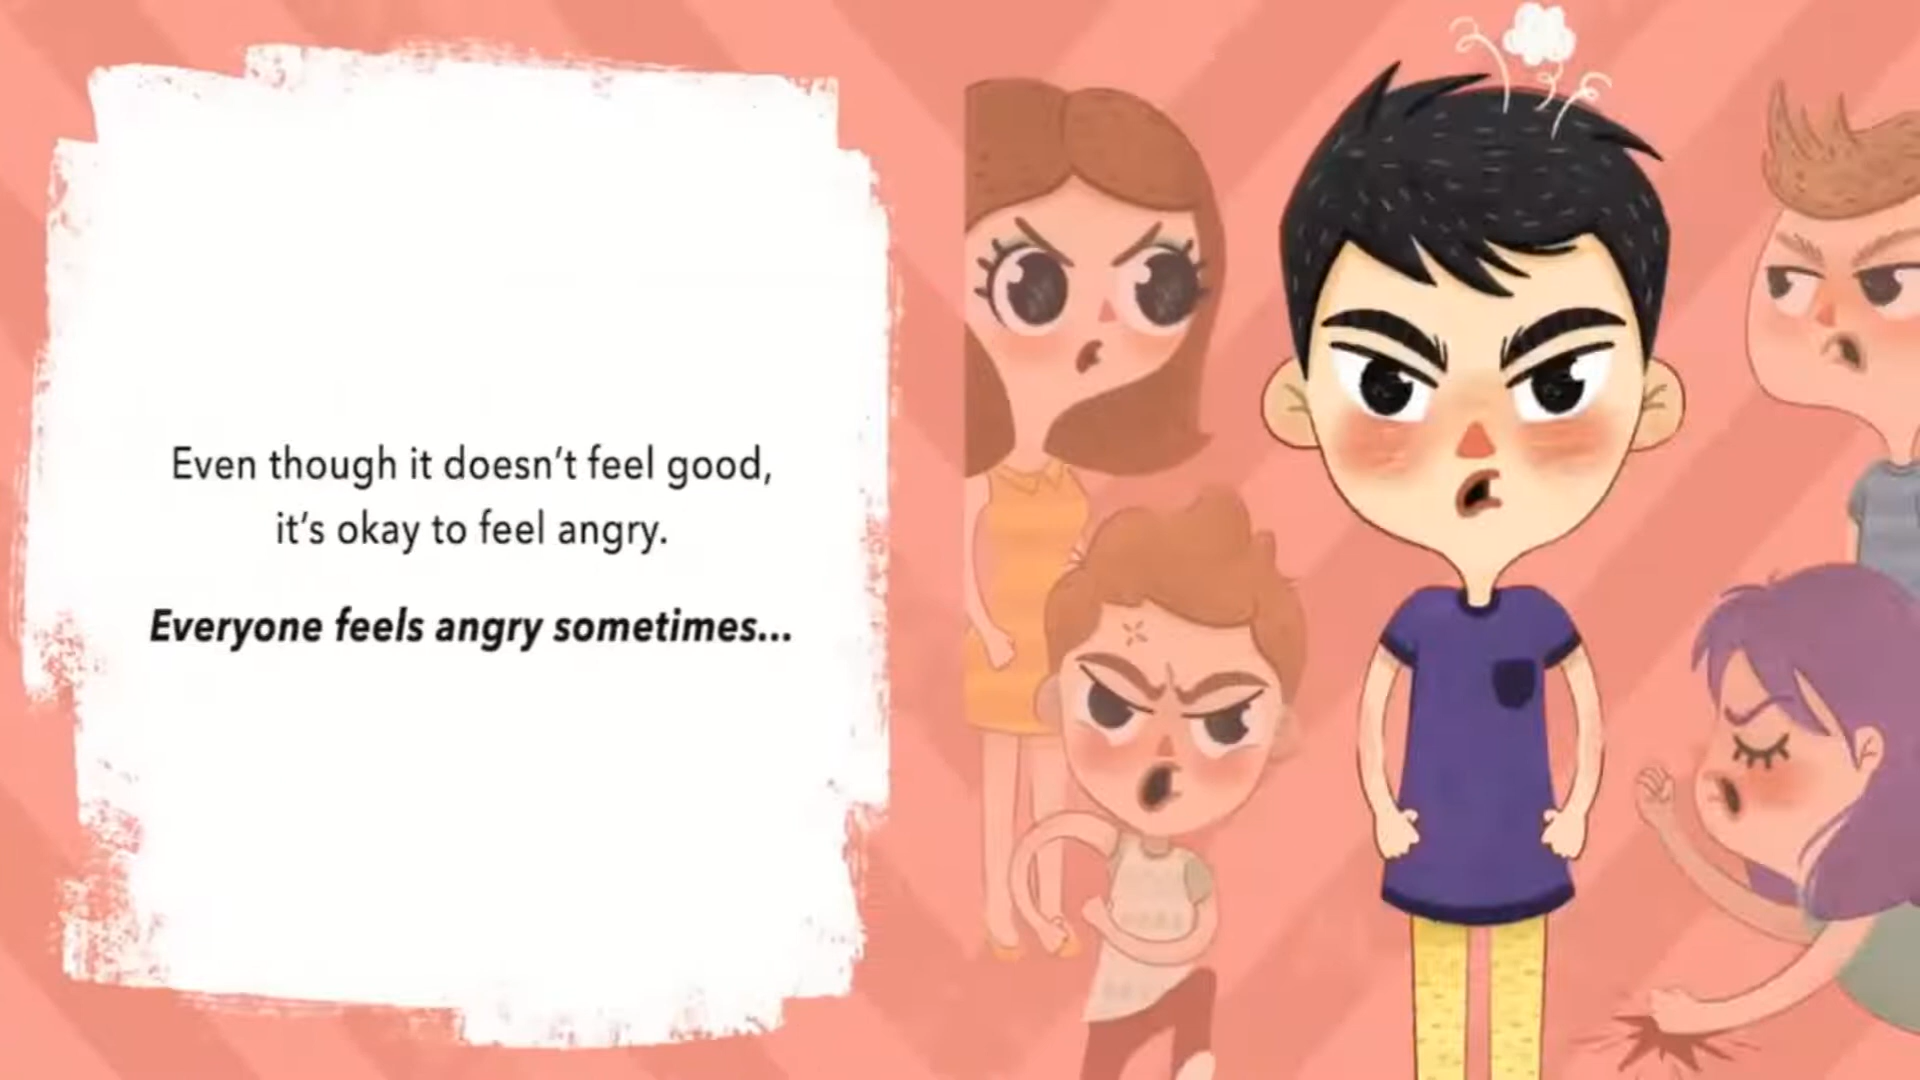 Even though it doesn’t feel good,
it’s okay to feel angry.
Everyone feels angry sometimes...